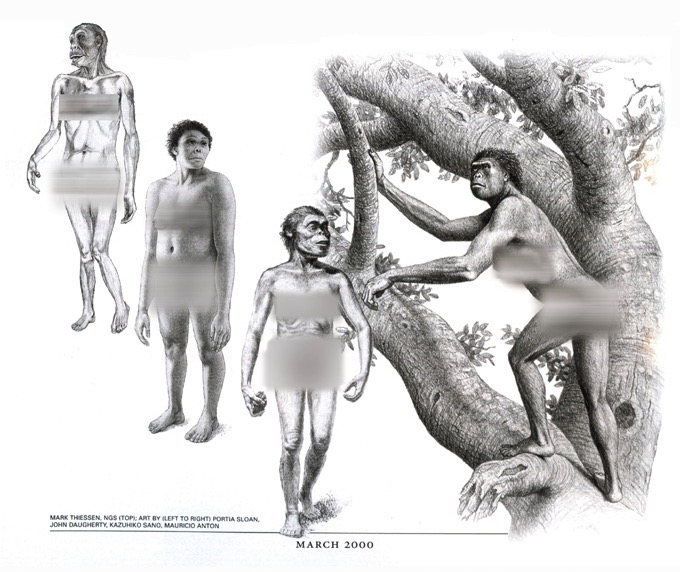 MARK THIESSEN, NGS (TOP); ART BY (LEFT TO RIGHT) PORTIA SLOAN,
JOHN DAUGHERTY, KAZUHIKO SANO, MAURICIO ANTON
MARCH 2000